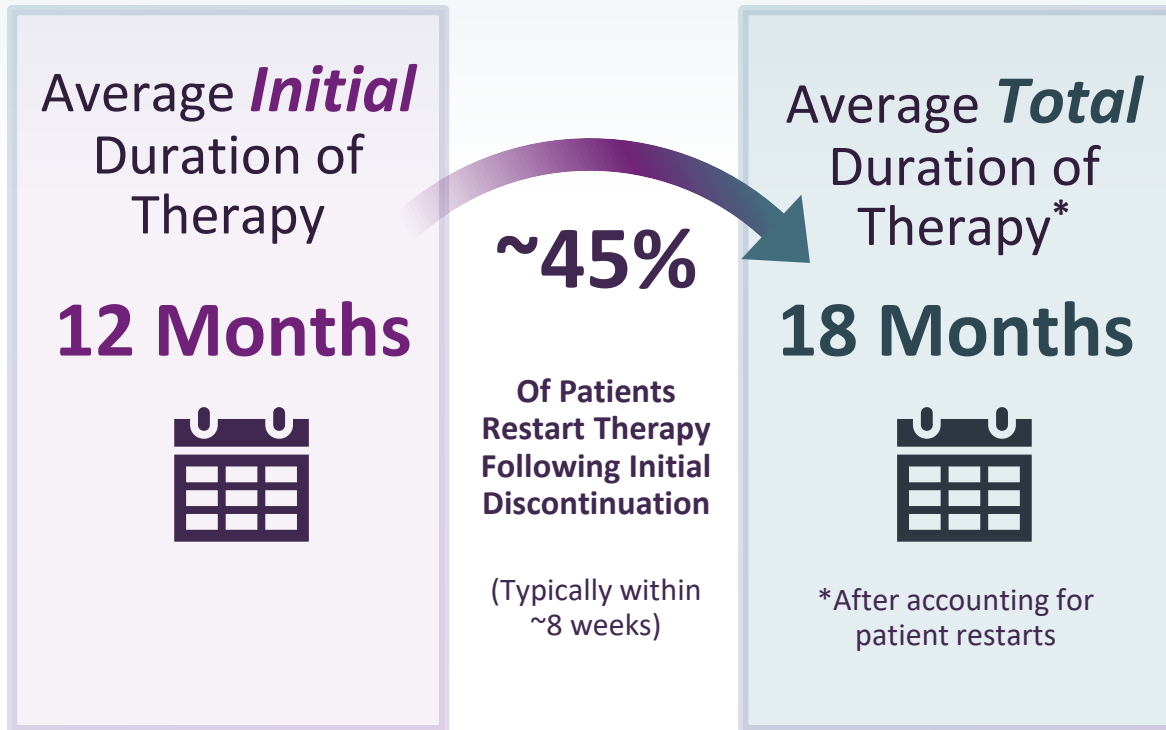 Average Initial
Duration of
Therapy
12 Months
~45%
Of Patients
Restart Therapy
Following Initial
Discontinuation
(Typically within
~8 weeks)
Average Total
Duration of
Therapy*
18 Months
*After accounting for
patient restarts